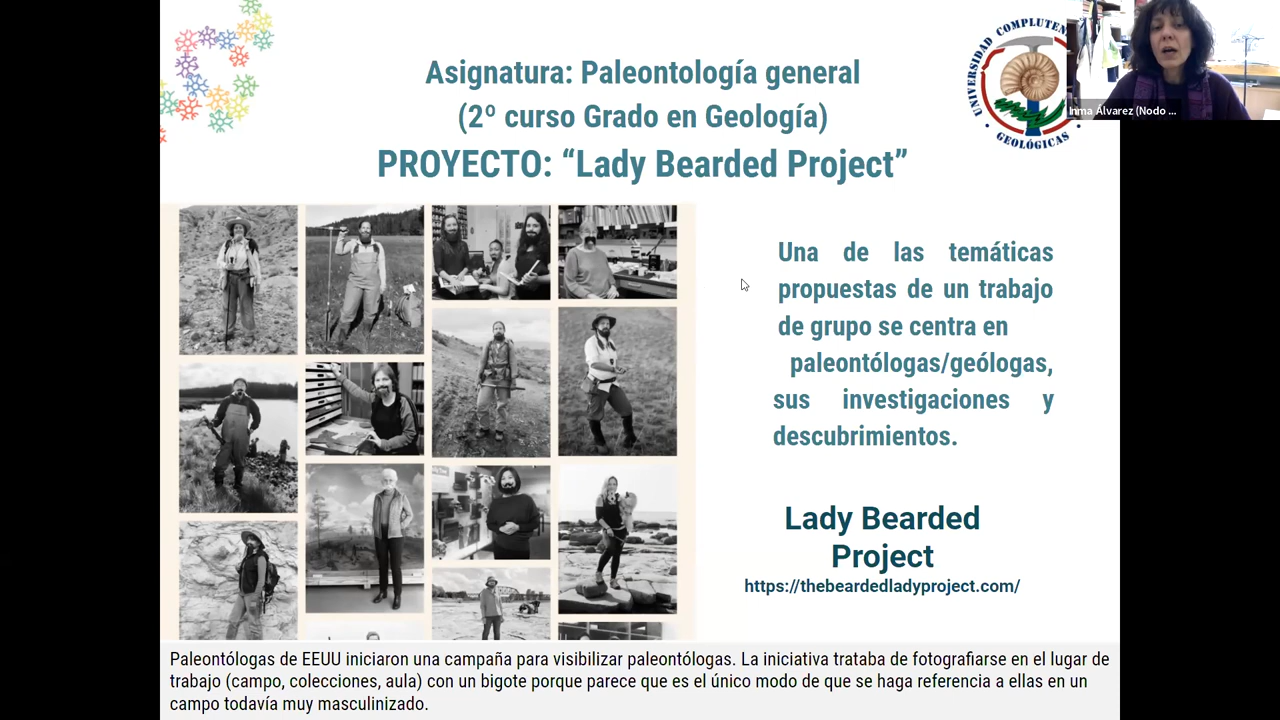 Asignatura: Paleontología general
(2º curso Grado en Geología)
PROYECTO: “Lady Bearded Project”
UNIVERSIDAD COMPLUTEN
GEOLÓGICAS
Inma Álvarez (Nodo ...
Una de las temáticas
propuestas de un trabajo
de grupo se centra en
paleontólogas/geólogas,
sus investigaciones y
descubrimientos.
Lady Bearded
Project
https://thebeardedladyproject.com/
Paleontólogas de EEUU iniciaron una campaña para visibilizar paleontólogas. La iniciativa trataba de fotografiarse en el lugar de
trabajo (campo, colecciones, aula) con un bigote porque parece que es el único modo de que se haga referencia a ellas en un
campo todavía muy masculinizado.